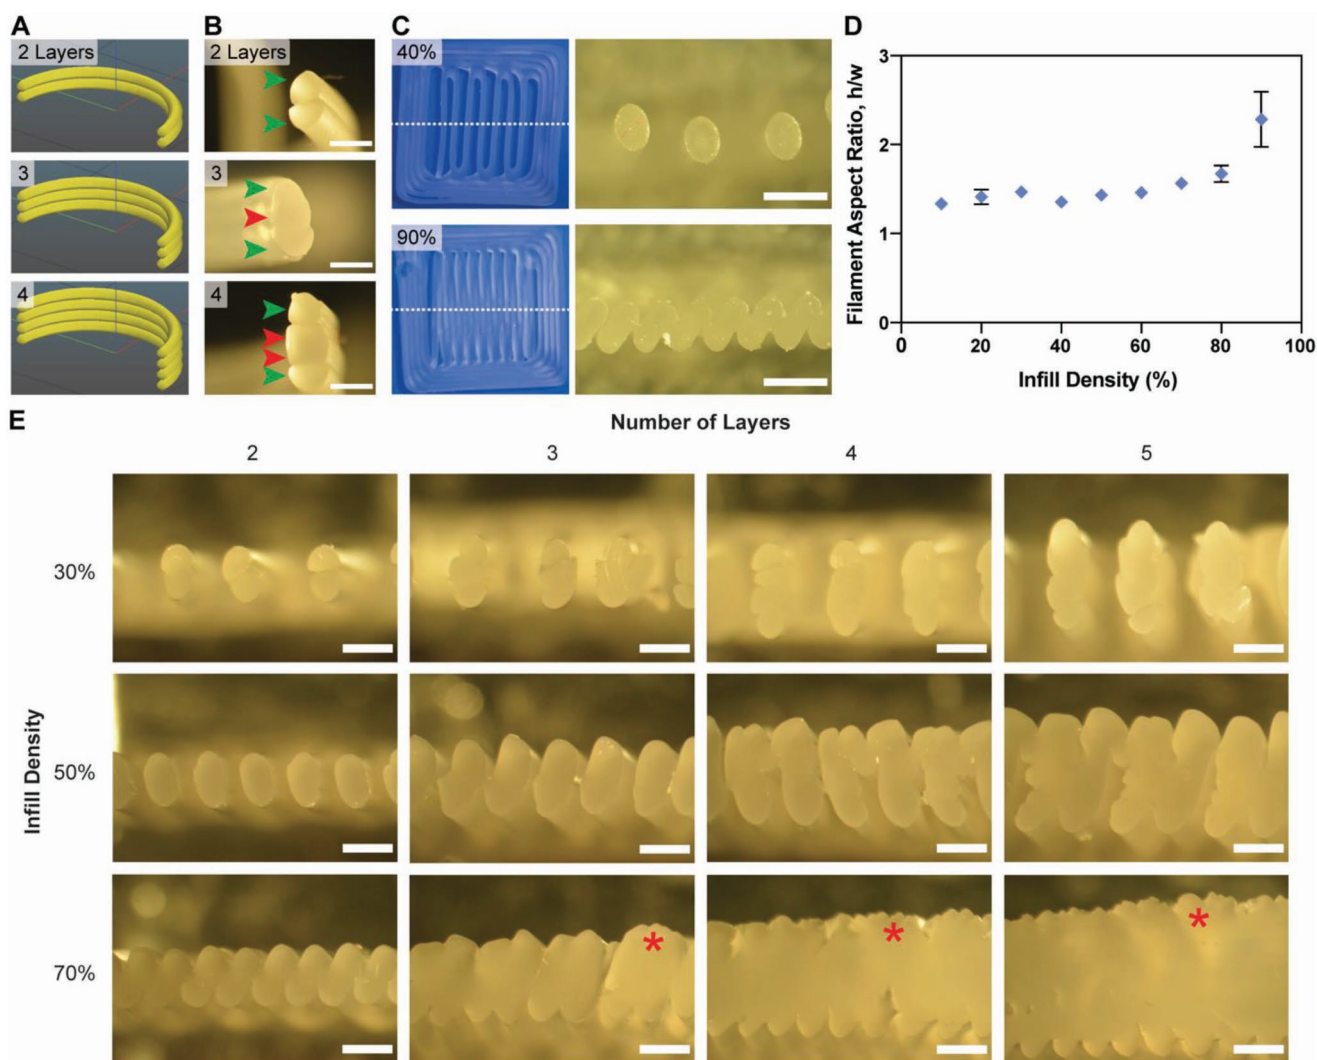 A
B
C
D
2 Layers
3
4
2 Layers
3
4
40%
90%
Filament Aspect Ratio, h/w
3
2
1
0
0
20
40
60
80
100
Infill Density (%)
E
Number of Layers
2
3
4
5
Infill Density
30%
50%
70%
*
*
*